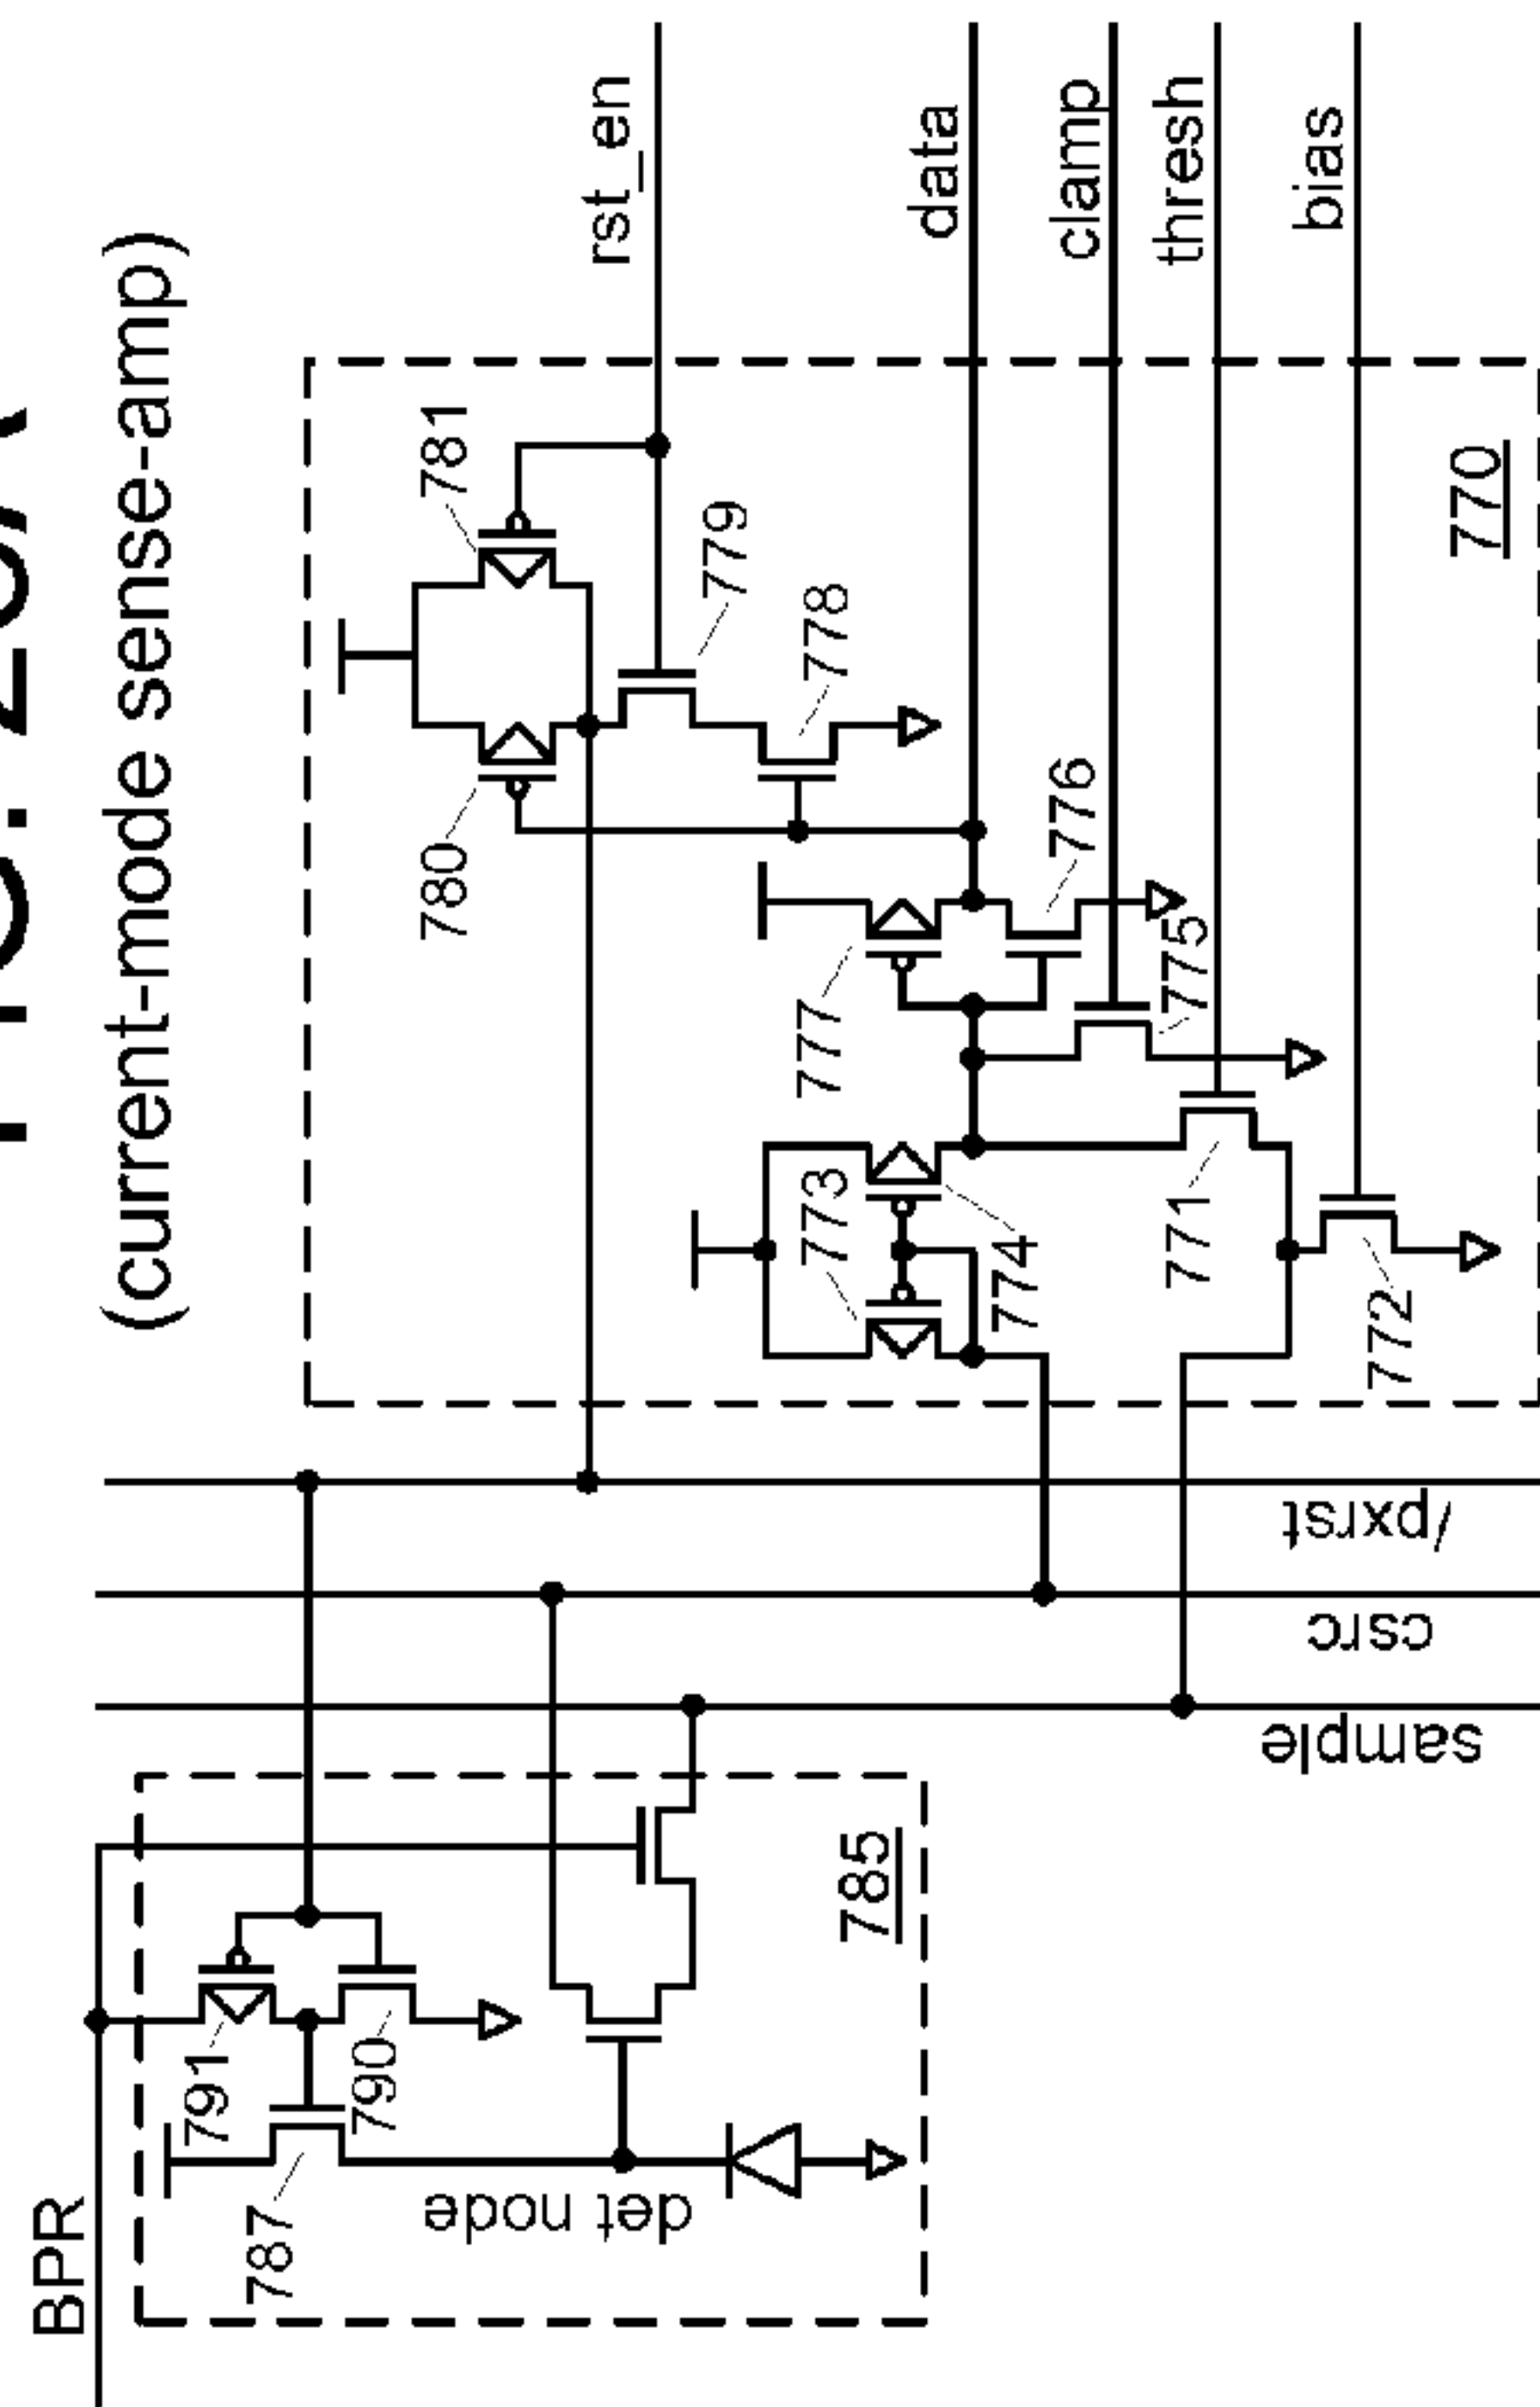 (current-mode sense-amp)
BPR
791
787
790
det node
785
sample
csrc
/pxrst
780
781
779
778
777
776
775
773
774
771
772
770
rst_en
data
clamp
thresh
bias